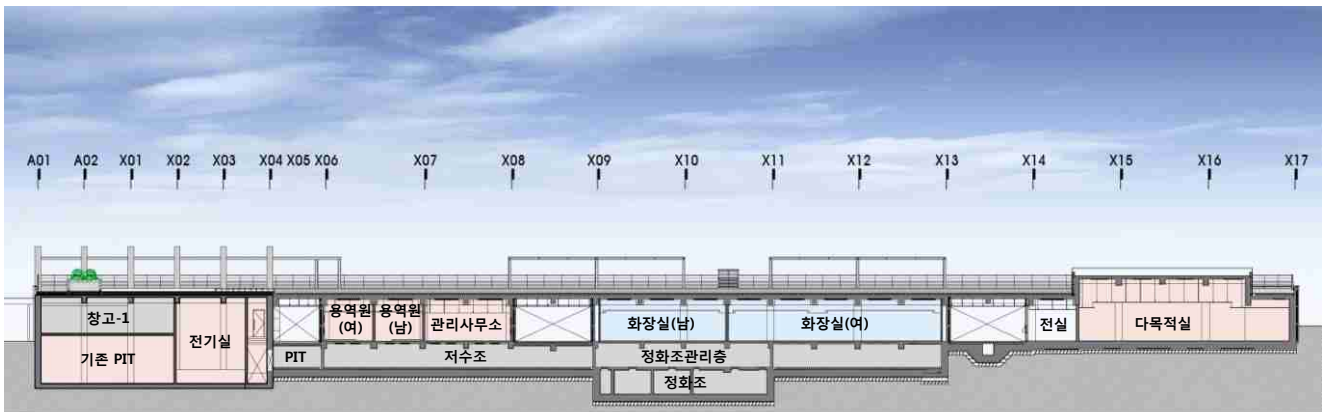 A01 A02 X01 X02 X03 X04 X05 X06 X07 X08 X09 X10 X11 X12 X13 X14 X15 X16 X17
창고-1
기존 PIT
전기실
용역원
(여)
용역원
(남)
관리사무소
화장실(남)
화장실(여)
전실
다목적실
PIT
저수조
정화조관리층
정화조